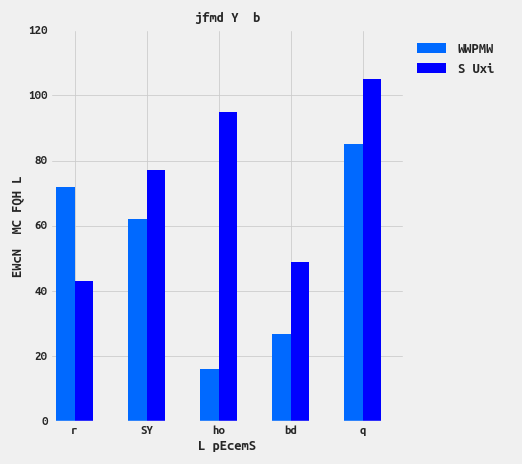 jfmd Y  b
WWPMW
S Uxi
EWcN  MC FQH L
120
100
80
60
40
20
0
r SY ho bd q
L pEcemS